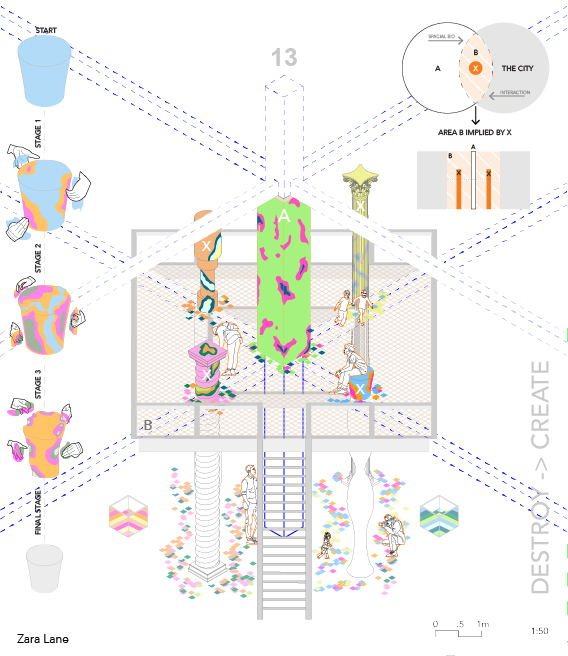 START
13
SPACIAL BIO
B
A
X
THE CITY
INTERACTION
STAGE 1
AREA B IMPLIED BY X
A
B
X
X
A
X
X
STAGE 2
X
X
STAGE 3
B
DESTROY -> CREATE
FINAL STAGE
0 .5 1m
1:50
Zara Lane